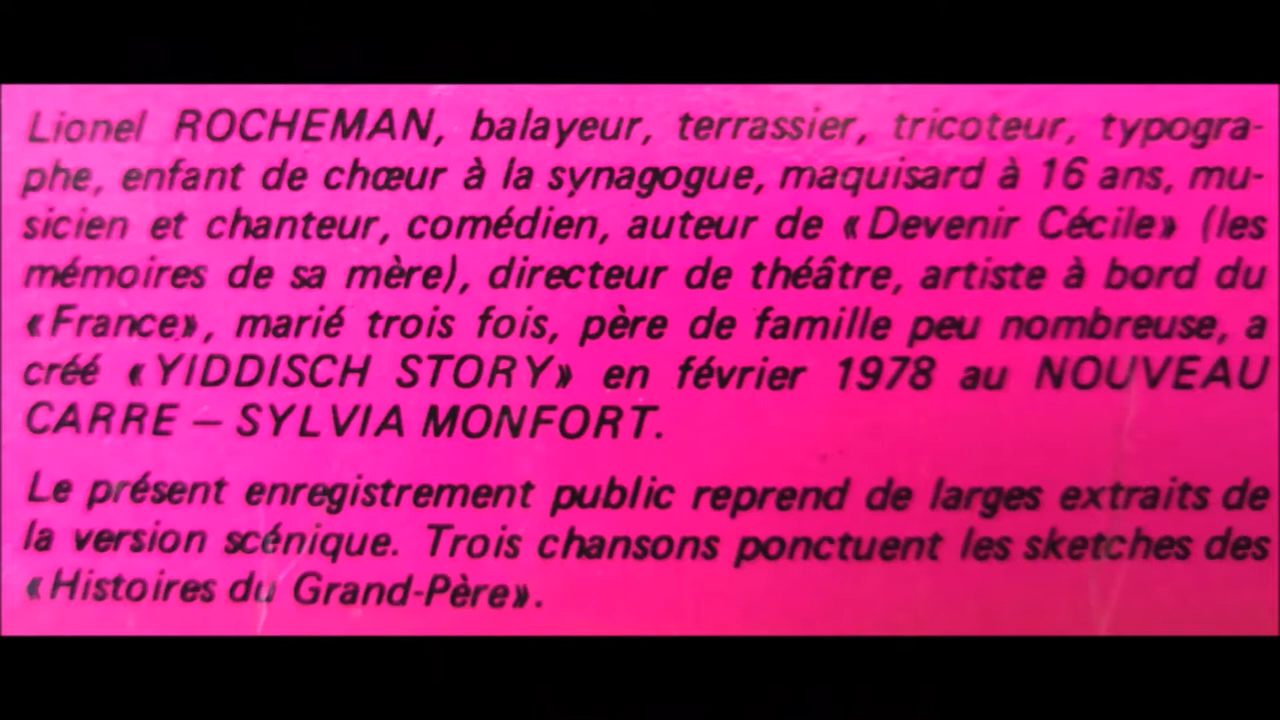 Lionel ROCHEMAN, balayeur, terrassier, tricoteur, typogra-
phe, enfant de chœur à la synagogue, maquisard à 16 ans, mu-
sicien et chanteur, comédien, auteur de «Devenir Cécile» (les
mémoires de sa mère), directeur de théâtre, artiste à bord du
«France», marié trois fois, père de famille peu nombreuse, a
créé «YIDDISCH STORY» en février 1978 au NOUVEAU
CARRE – SYLVIA MONFORT.
Le présent enregistrement public reprend de larges extraits de
la version scénique. Trois chansons ponctuent les sketches des
«Histoires du Grand-Père».